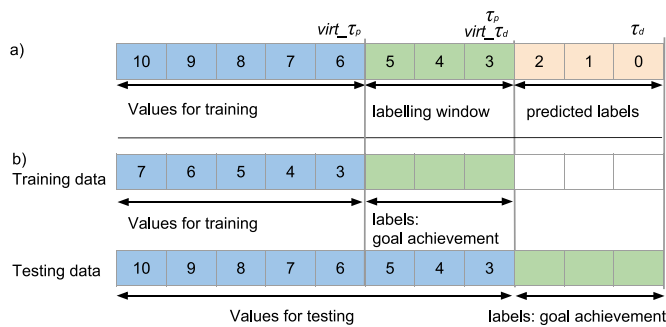 τp
virt_τp virt_τd τd
a)
10 9 8 7 6 5 4 3 2 1 0
Values for training labelling window predicted labels
b)
Training data 7 6 5 4 3
Values for training labels:
goal achievement
Testing data 10 9 8 7 6 5 4 3
Values for testing labels: goal achievement